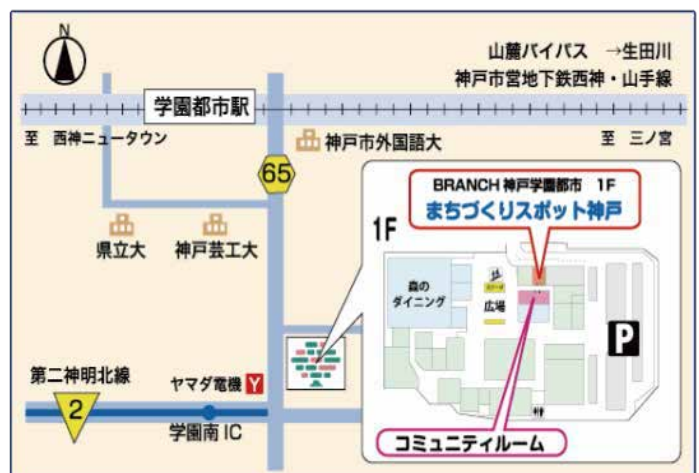 N
山麓バイパス →生田川
神戸市営地下鉄西神・山手線
学園都市駅
至 西神ニュータウン
神戸市外国語大
至 三ノ宮
65
県立大
神戸芸工大
BRANCH 神戸学園都市 1F
まちづくりスポット神戸
1F
森の
ダイニング
広場
P
コミュニティルーム
第二神明北線
2
ヤマダ電機 Y
学園南 IC